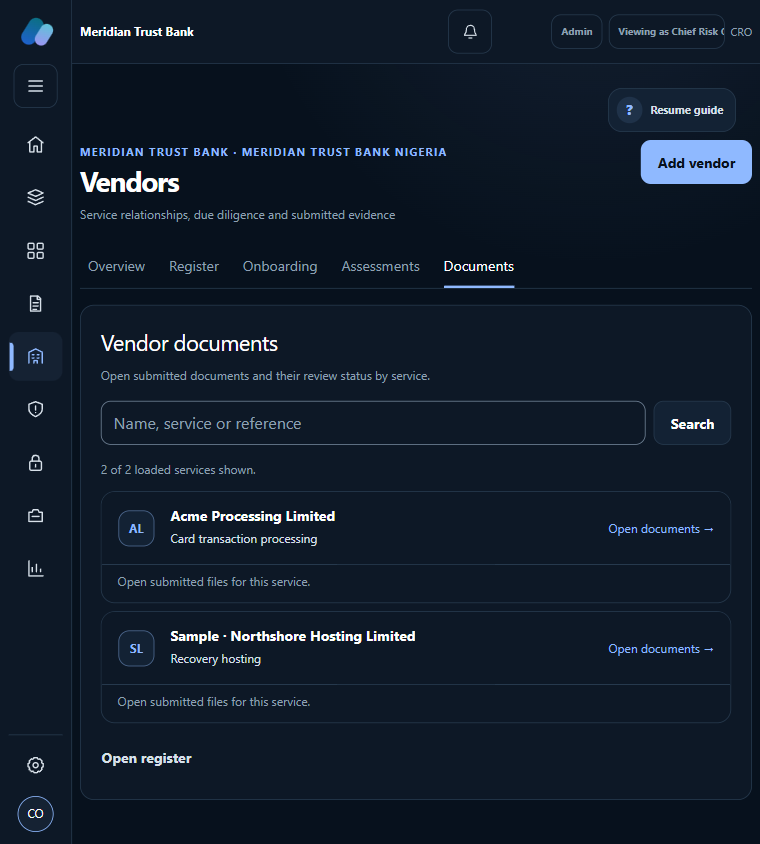 Meridian Trust Bank
Admin
Viewing as Chief Risk
CRO
? Resume guide
MERIDIAN TRUST BANK · MERIDIAN TRUST BANK NIGERIA
Add vendor
Vendors
Service relationships, due diligence and submitted evidence
Overview Register Onboarding Assessments Documents
Vendor documents
Open submitted documents and their review status by service.
Name, service or reference
Search
2 of 2 loaded services shown.
AL
Acme Processing Limited
Card transaction processing
Open documents →
Open submitted files for this service.
SL
Sample · Northshore Hosting Limited
Recovery hosting
Open documents →
Open submitted files for this service.
Open register
CO